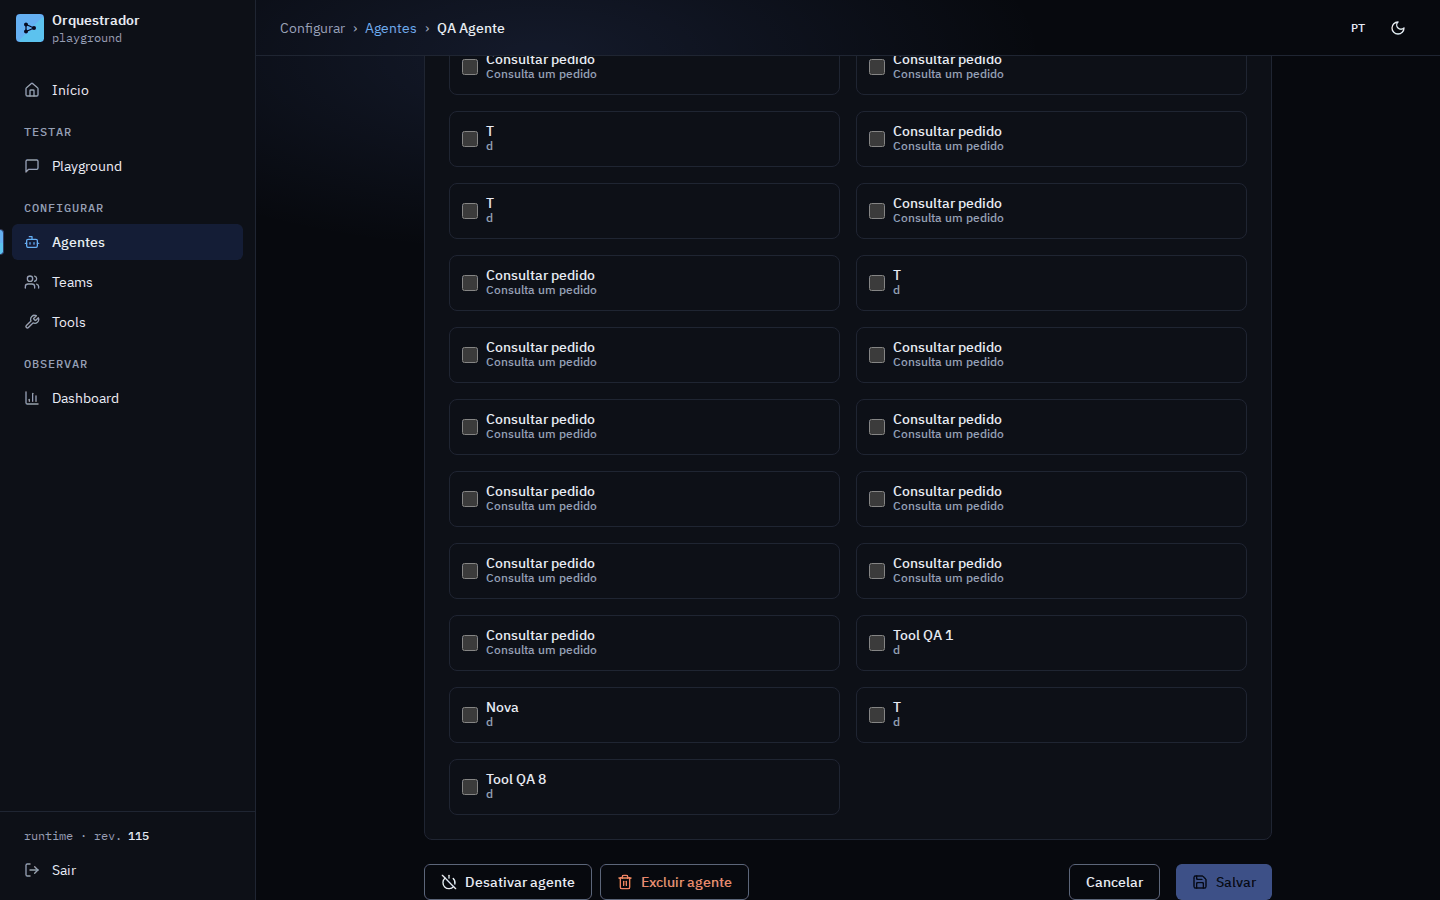 Orquestrador
playground
Início
TESTAR
Playground
CONFIGURAR
Agentes
Teams
Tools
OBSERVAR
Dashboard
runtime · rev. 115
Sair
Configurar › Agentes › QA Agente
PT
Consultar pedido
Consulta um pedido
Consultar pedido
Consulta um pedido
T
d
Consultar pedido
Consulta um pedido
T
d
Consultar pedido
Consulta um pedido
Consultar pedido
Consulta um pedido
T
d
Consultar pedido
Consulta um pedido
Consultar pedido
Consulta um pedido
Consultar pedido
Consulta um pedido
Consultar pedido
Consulta um pedido
Consultar pedido
Consulta um pedido
Consultar pedido
Consulta um pedido
Consultar pedido
Consulta um pedido
Consultar pedido
Consulta um pedido
Consultar pedido
Consulta um pedido
Tool QA 1
d
Nova
d
T
d
Tool QA 8
d
Desativar agente
Excluir agente
Cancelar
Salvar